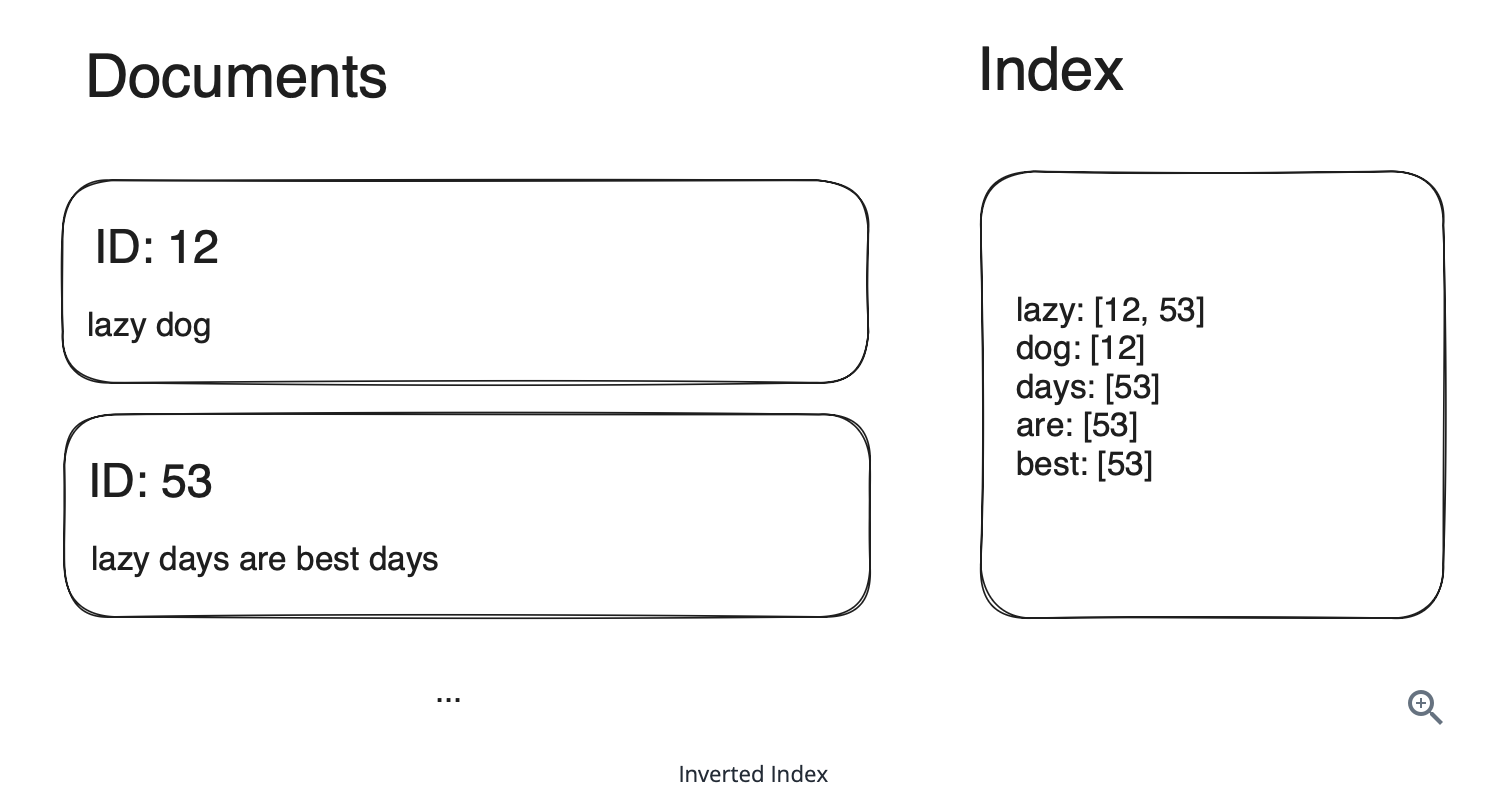 Documents
Index
ID: 12
lazy dog
ID: 53
lazy days are best days
...
lazy: [12, 53]
dog: [12]
days: [53]
are: [53]
best: [53]
Inverted Index